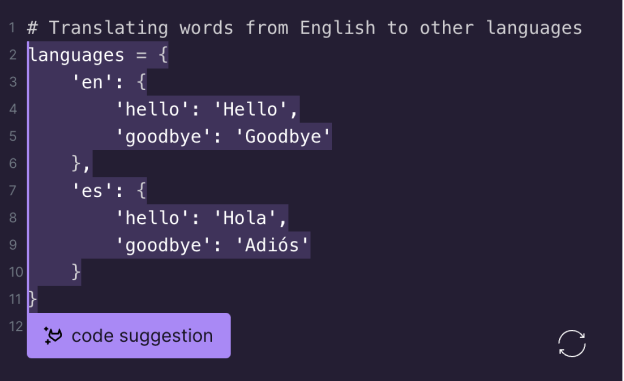 1 # Translating words from English to other languages
2 languages = {
3     'en': {
4         'hello': 'Hello',
5         'goodbye': 'Goodbye'
6     },
7     'es': {
8         'hello': 'Hola',
9         'goodbye': 'Adiós'
10     }
11 }
12
code suggestion